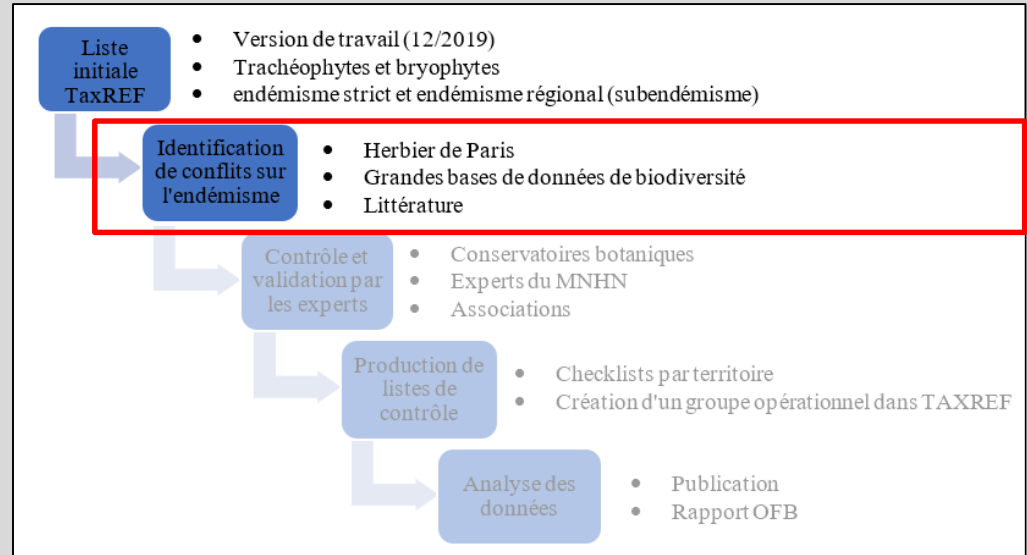 Liste
initiale
TaxREF
• Version de travail (12/2019)
• Trachéophytes et bryophytes
• endémisme strict et endémisme régional (subendémisme)
Identification
de conflits sur
l'endémisme
• Herbier de Paris
• Grandes bases de données de biodiversité
• Littérature
Contrôle et
validation par
les experts
• Conservatoires botaniques
• Experts du MNHN
• Associations
Production de
listes de
contrôle
• Checklists par territoire
• Création d'un groupe opérationnel dans TAXREF
Analyse des
données
• Publication
• Rapport OFB